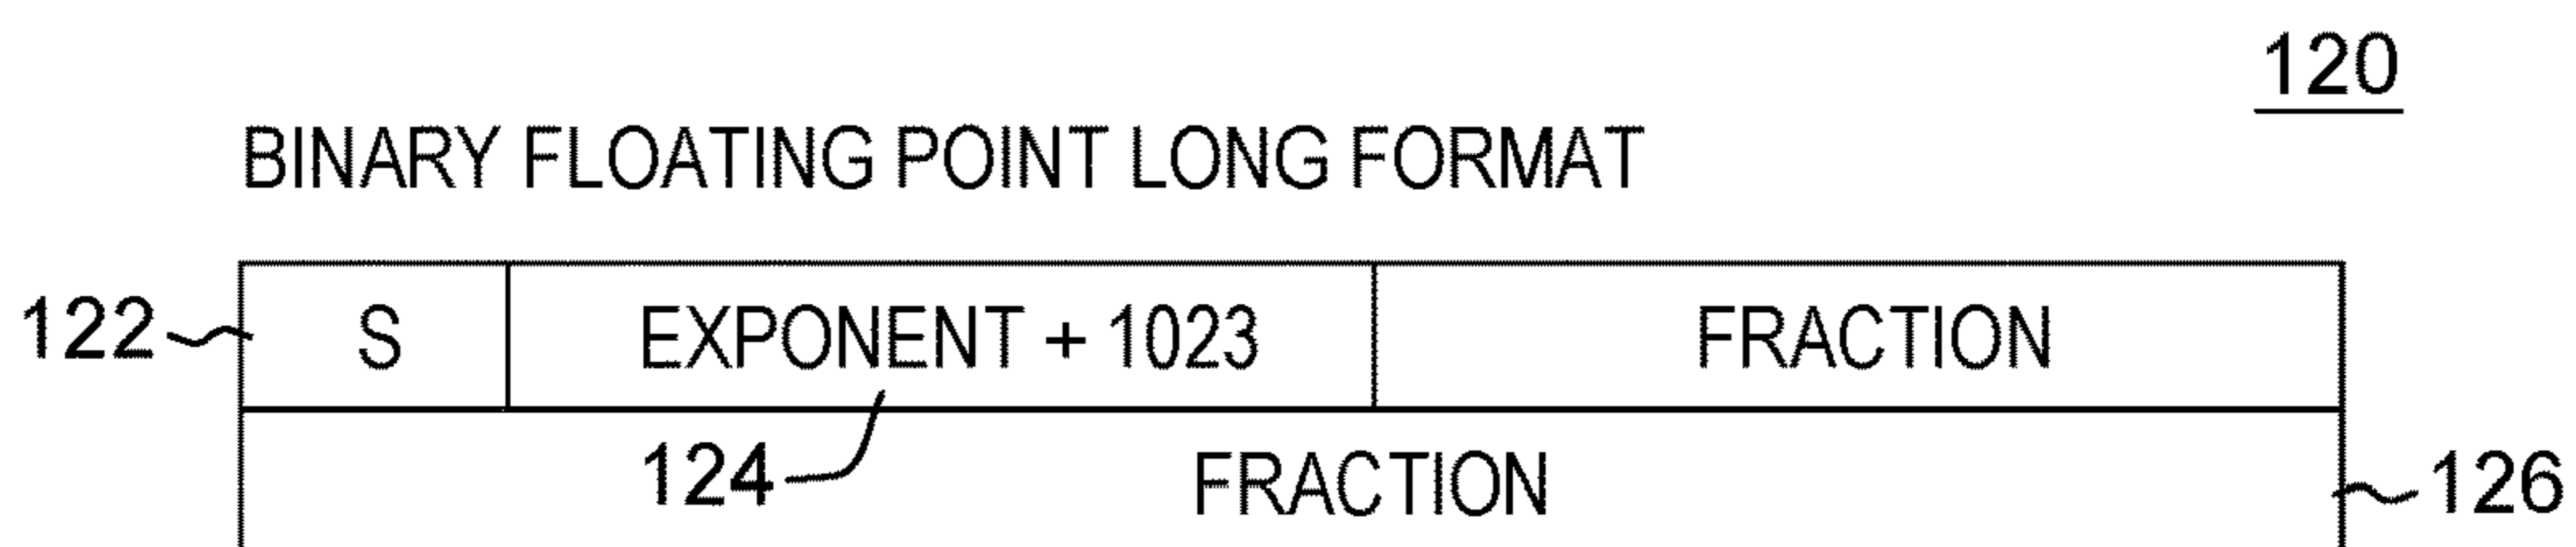 120
BINARY FLOATING POINT LONG FORMAT
122 S EXPONENT + 1023 FRACTION
124 FRACTION 126